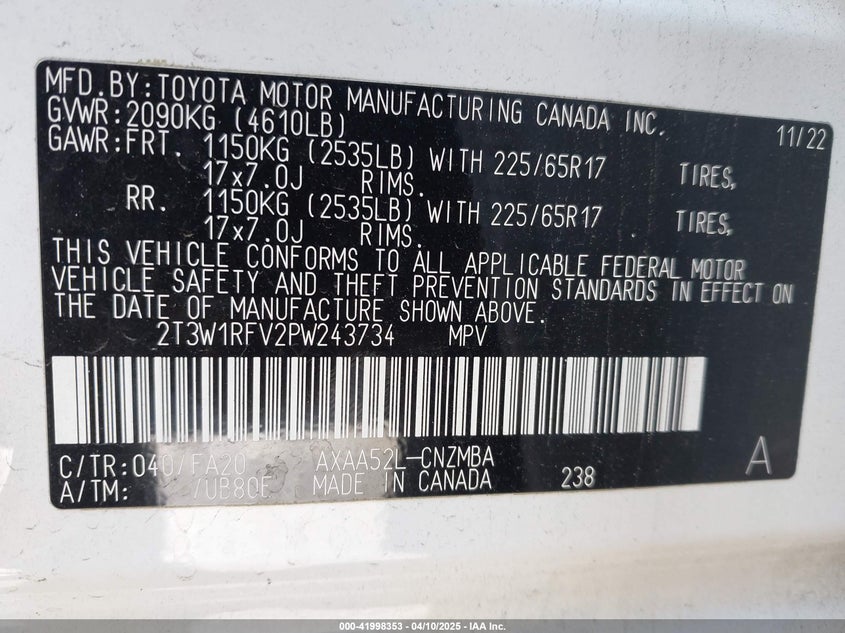 MFD.BY:TOYOTA MOTOR MANUFACTURING CANADA INC. 11/22
GVWR:2090KG (4610LB)
GAWR:FRT. 1150KG (2535LB) WITH 225/65R17 TIRES,
17x7.0J RIMS.
RR. 1150KG (2535LB) WITH 225/65R17 TIRES,
17x7.0J RIMS.
THIS VEHICLE CONFORMS TO ALL APPLICABLE FEDERAL MOTOR
VEHICLE SAFETY AND THEFT PREVENTION STANDARDS IN EFFECT ON
THE DATE OF MANUFACTURE SHOWN ABOVE.
2T3W1RFV2PW243734 MPV
C/TR:040/FA20 AXAA52L-CNZMBA A
A/TM: /UB80F MADE IN CANADA 238
000-41998353 - 04/10/2025 - IAA Inc.